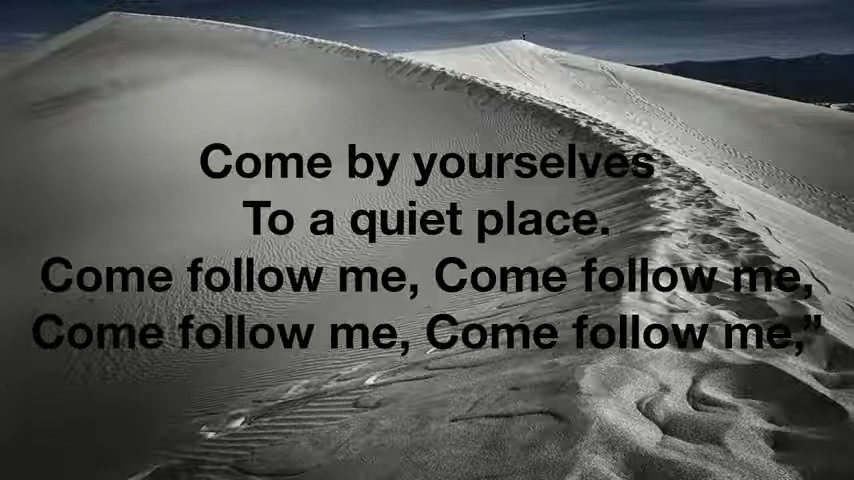 Come by yourselves
To a quiet place.
Come follow me, Come follow me,
Come follow me, Come follow me,”